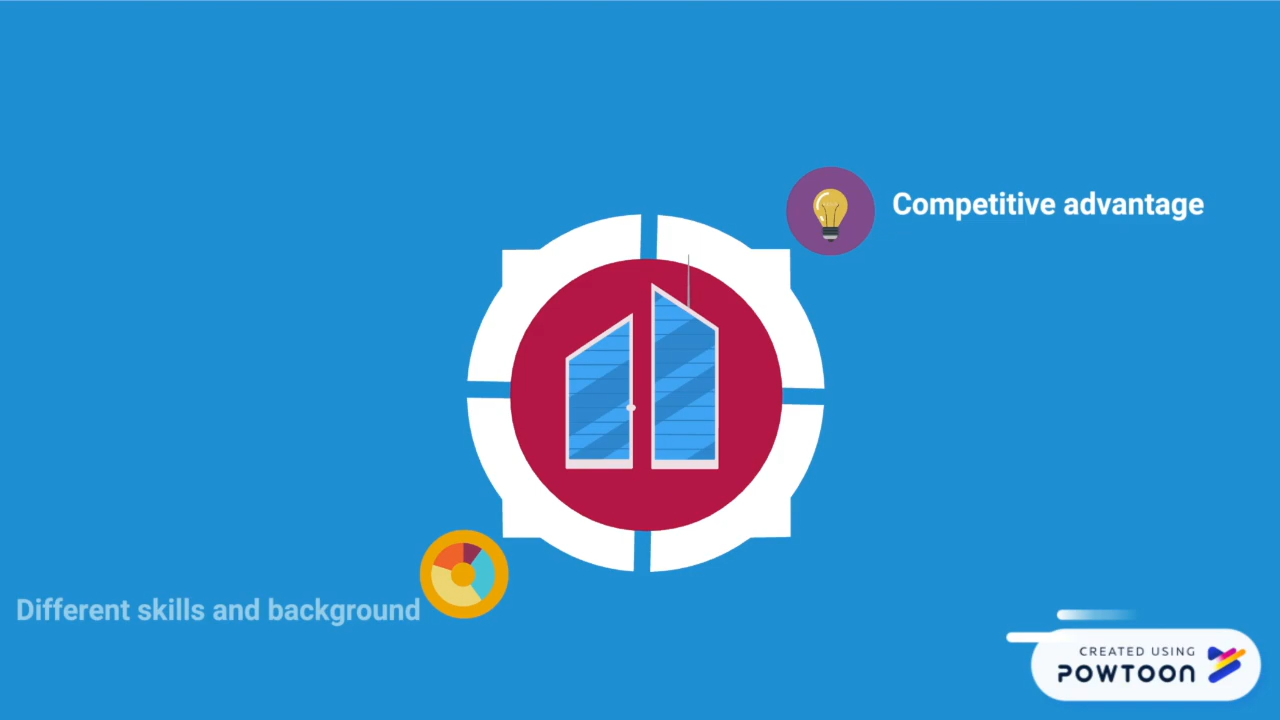 Competitive advantage
Different skills and background
CREATED USING
POWTOON